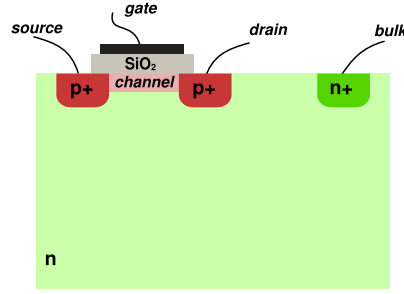 gate
source
drain
bulk
SiO₂
channel
p+
p+
n+
n